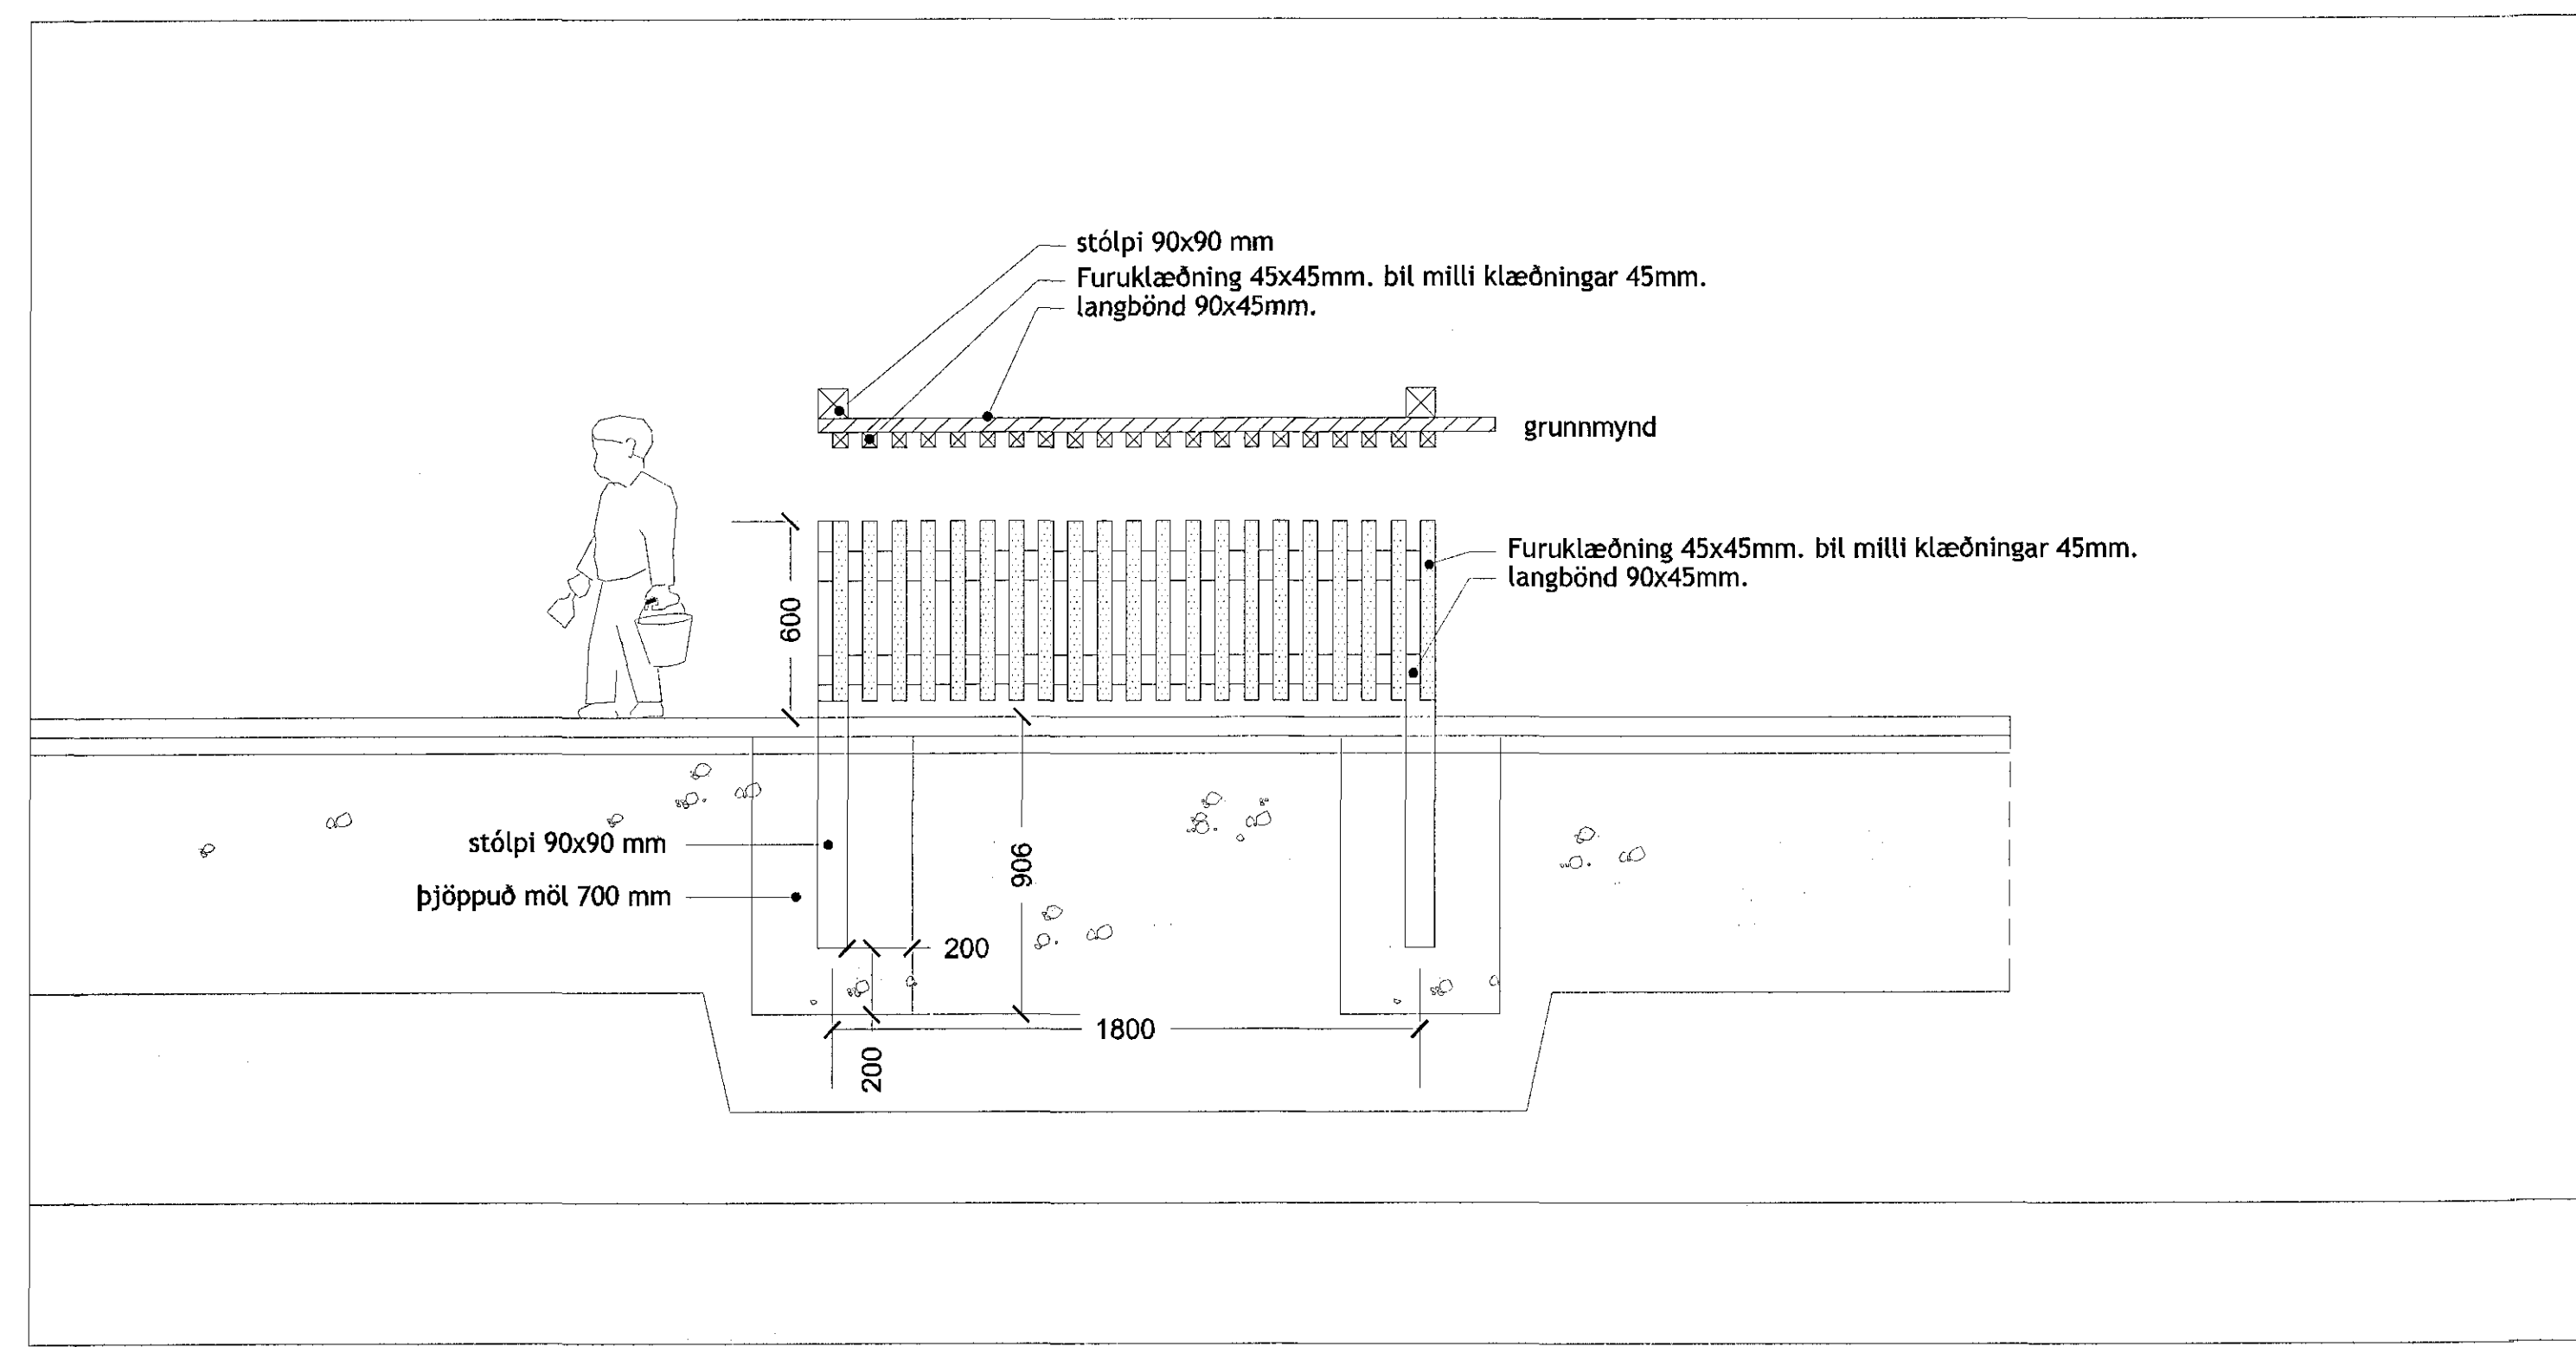 stólpi 90x90 mm
Furuklæðning 45x45mm. bil milli klæðningar 45mm.
langbönd 90x45mm.
grunnmynd
Furuklæðning 45x45mm. bil milli klæðningar 45mm.
langbönd 90x45mm.
600
stólpi 90x90 mm
906
þjöppuð möl 700 mm
200
1800
200